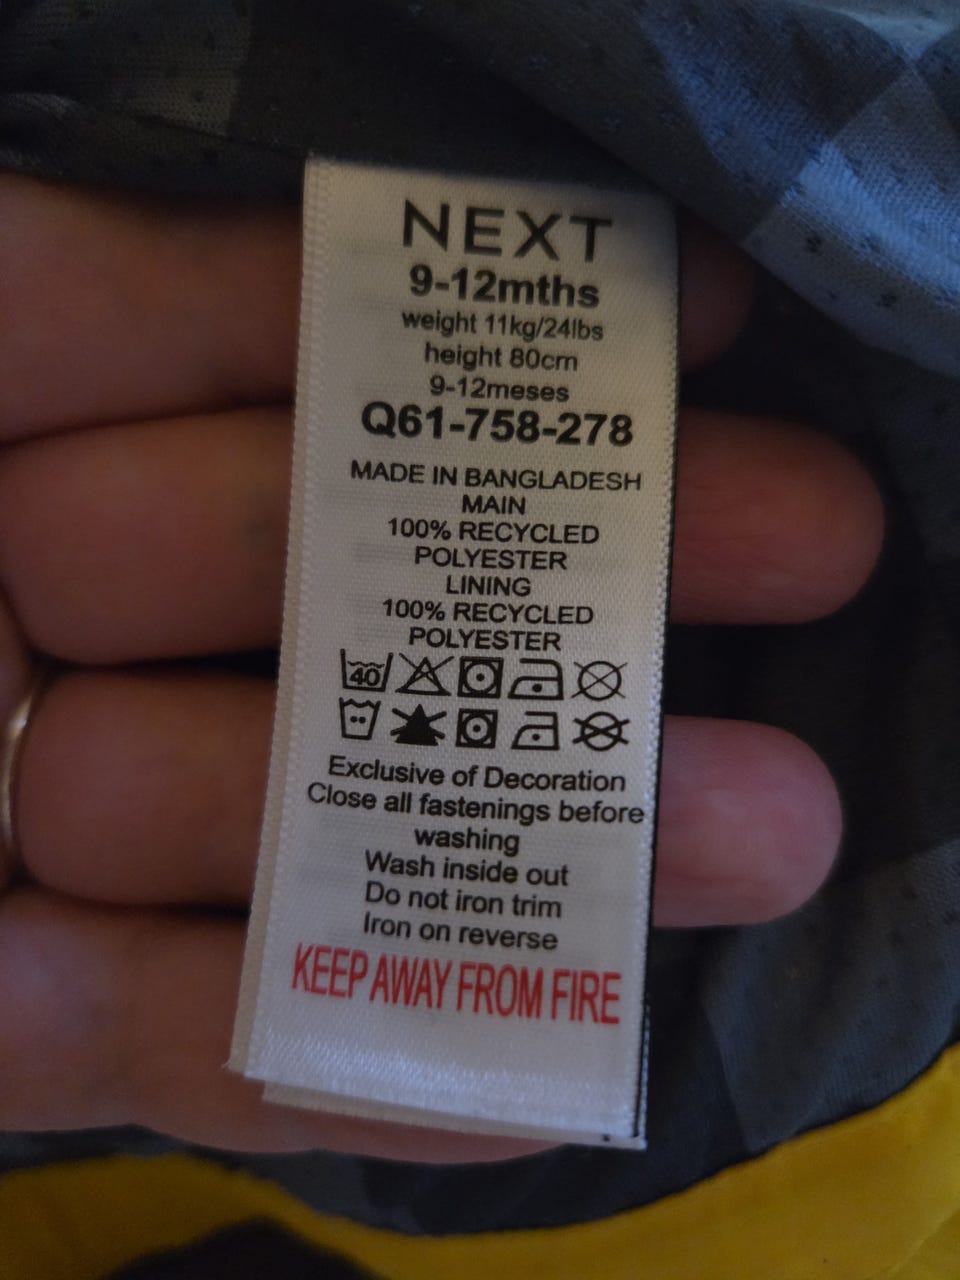 NEXT
9-12mths
weight 11kg/24lbs
height 80cm
9-12meses
Q61-758-278
MADE IN BANGLADESH
MAIN
100% RECYCLED
POLYESTER
LINING
100% RECYCLED
POLYESTER
40
Exclusive of Decoration
Close all fastenings before
washing
Wash inside out
Do not iron trim
Iron on reverse
KEEP AWAY FROM FIRE